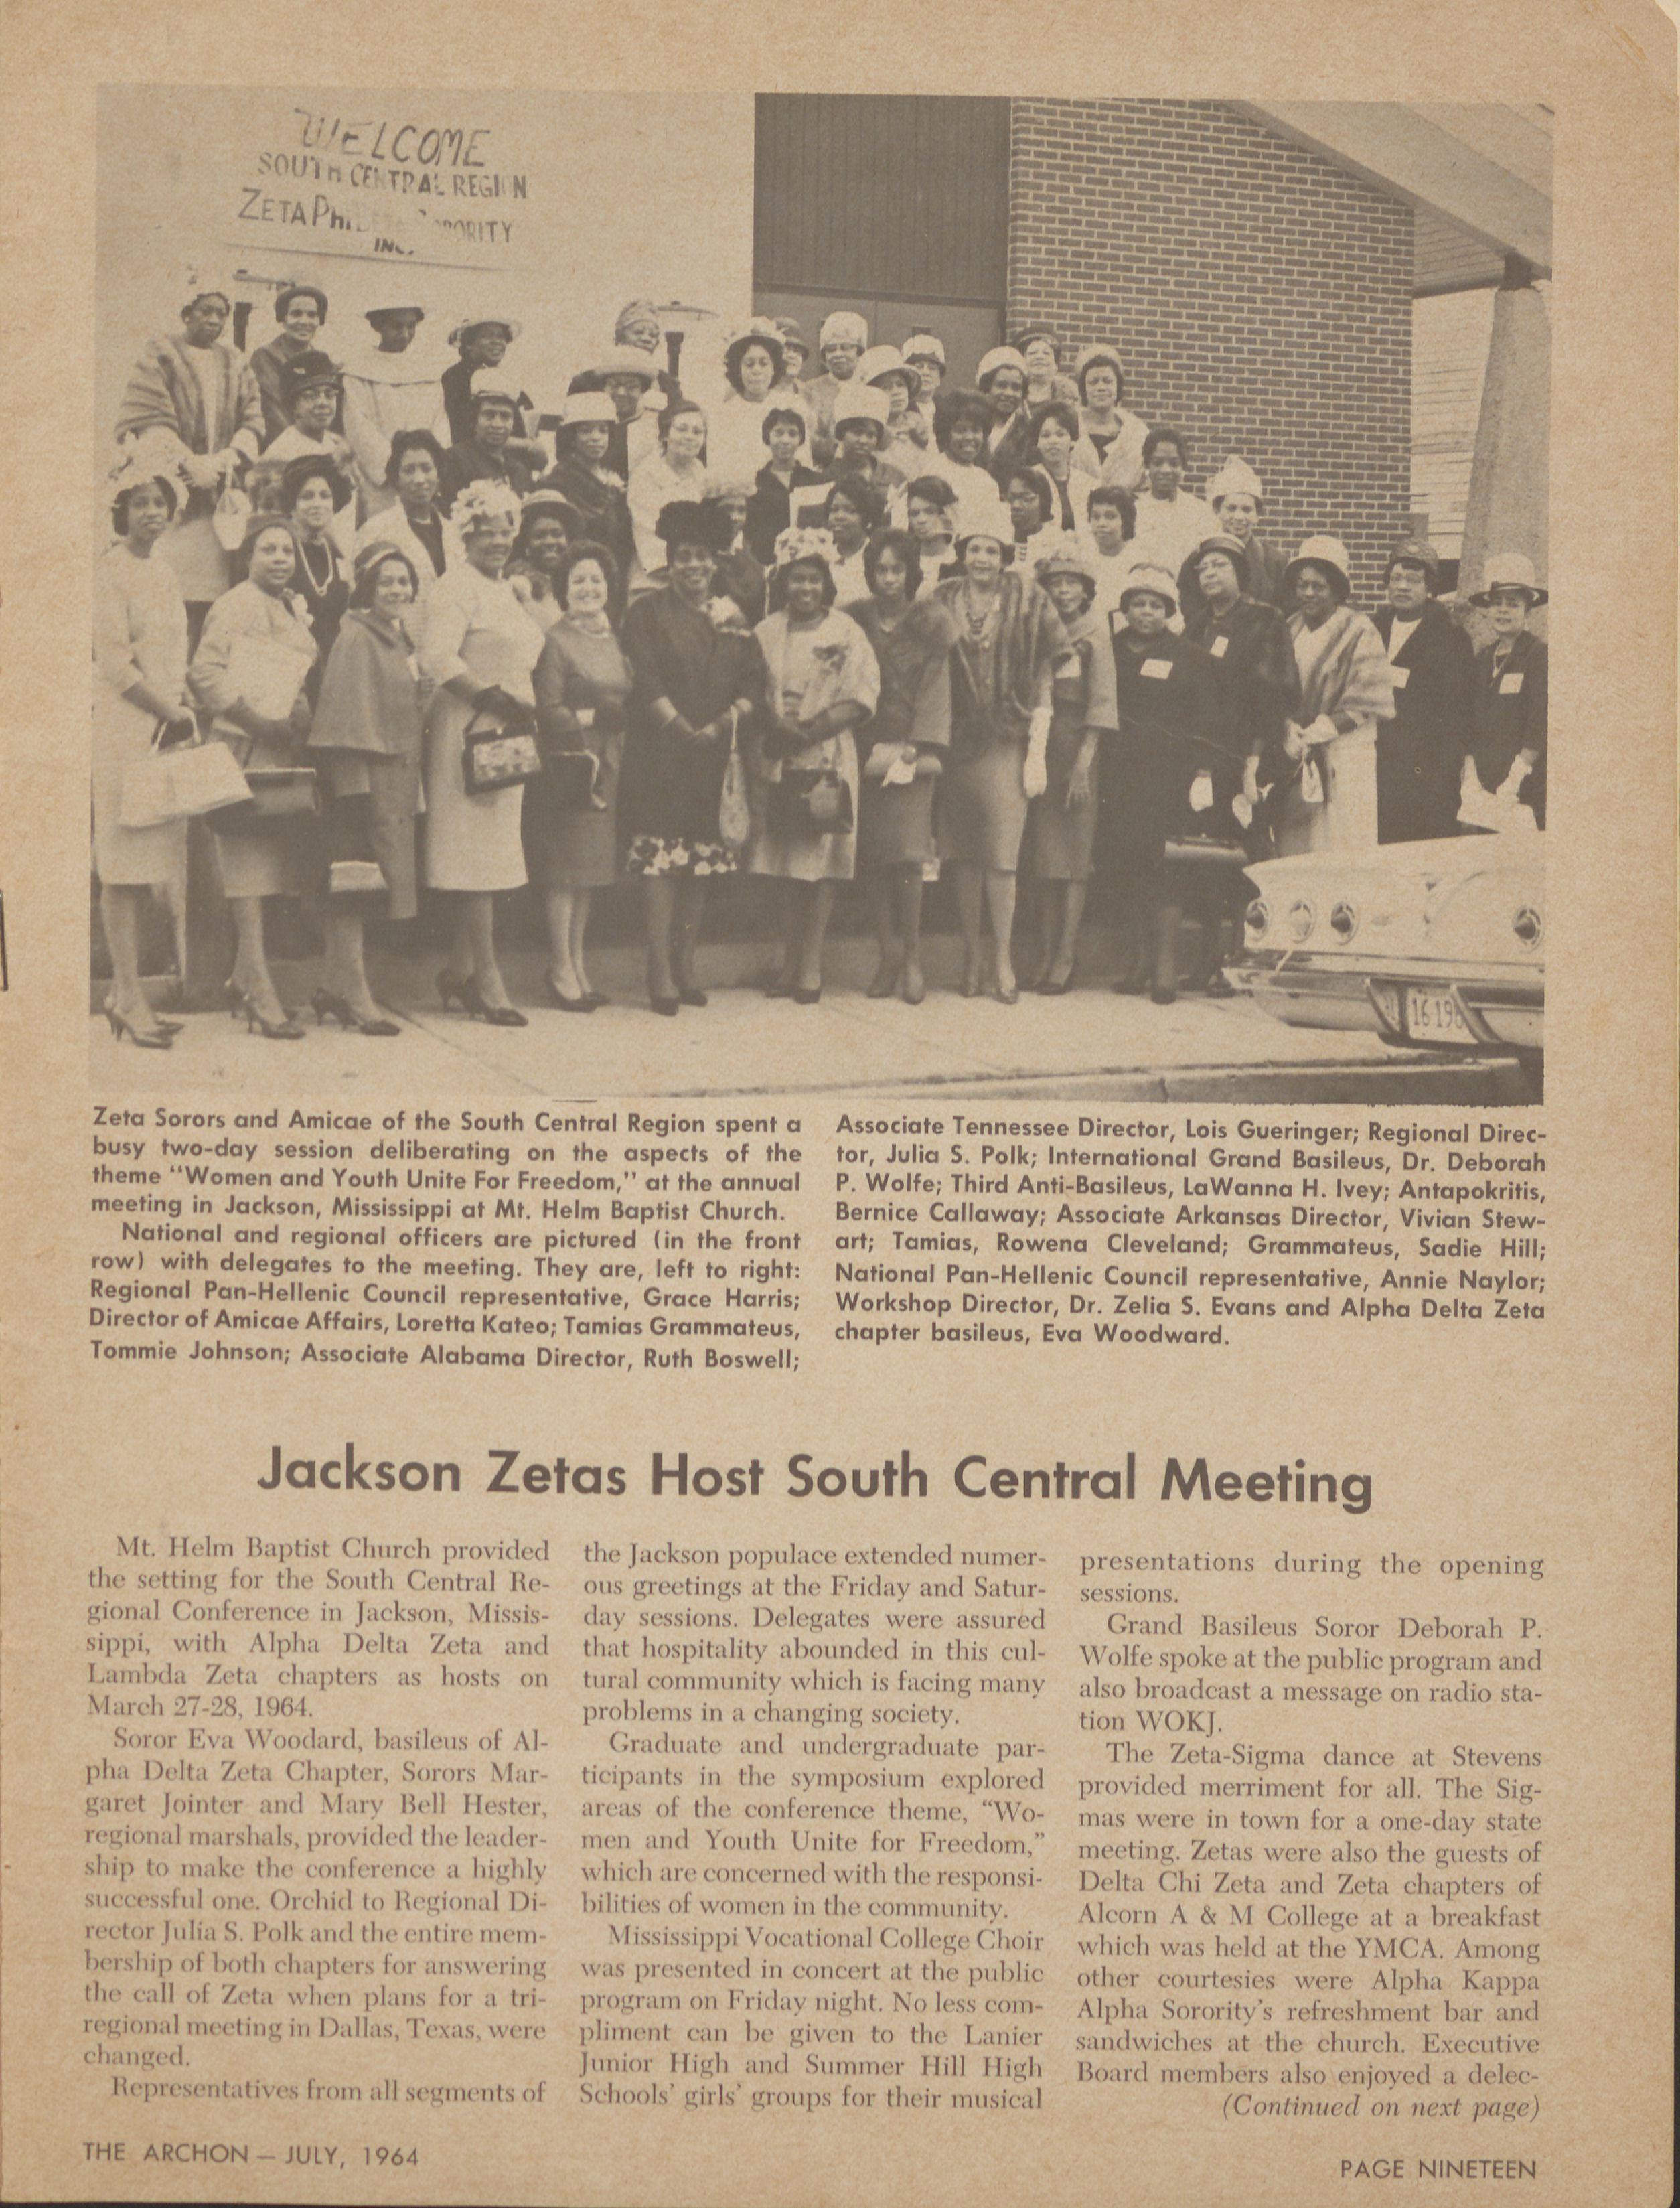 WELCOME
SOUTH CENTRAL REGION
ZETA PHI SORORITY
INC.
16 19
Zeta Sorors and Amicae of the South Central Region spent a
busy two-day session deliberating on the aspects of the
theme "Women and Youth Unite For Freedom," at the annual
meeting in Jackson, Mississippi at Mt. Helm Baptist Church.
National and regional officers are pictured (in the front
row) with delegates to the meeting. They are, left to right:
Regional Pan-Hellenic Council representative, Grace Harris;
Director of Amicae Affairs, Loretta Kateo; Tamias Grammateus,
Tommie Johnson; Associate Alabama Director, Ruth Boswell;
Associate Tennessee Director, Lois Gueringer; Regional Direc-
tor, Julia S. Polk; International Grand Basileus, Dr. Deborah
P. Wolfe; Third Anti-Basileus, LaWanna H. Ivey; Antapokritis,
Bernice Callaway; Associate Arkansas Director, Vivian Stew-
art; Tamias, Rowena Cleveland; Grammateus, Sadie Hill;
National Pan-Hellenic Council representative, Annie Naylor;
Workshop Director, Dr. Zelia S. Evans and Alpha Delta Zeta
chapter basileus, Eva Woodward.
Jackson Zetas Host South Central Meeting
Mt. Helm Baptist Church provided
the setting for the South Central Re-
gional Conference in Jackson, Missis-
sippi, with Alpha Delta Zeta and
Lambda Zeta chapters as hosts on
March 27-28, 1964.
Soror Eva Woodard, basileus of Al-
pha Delta Zeta Chapter, Sorors Mar-
garet Jointer and Mary Bell Hester,
regional marshals, provided the leader-
ship to make the conference a highly
successful one. Orchid to Regional Di-
rector Julia S. Polk and the entire mem-
bership of both chapters for answering
the call of Zeta when plans for a tri-
regional meeting in Dallas, Texas, were
changed.
Representatives from all segments of
the Jackson populace extended numer-
ous greetings at the Friday and Satur-
day sessions. Delegates were assured
that hospitality abounded in this cul-
tural community which is facing many
problems in a changing society.
Graduate and undergraduate par-
ticipants in the symposium explored
areas of the conference theme, "Wo-
men and Youth Unite for Freedom,"
which are concerned with the responsi-
bilities of women in the community.
Mississippi Vocational College Choir
was presented in concert at the public
program on Friday night. No less com-
pliment can be given to the Lanier
Junior High and Summer Hill High
Schools' girls' groups for their musical
presentations during the opening
sessions.
Grand Basileus Soror Deborah P.
Wolfe spoke at the public program and
also broadcast a message on radio sta-
tion WOKJ.
The Zeta-Sigma dance at Stevens
provided merriment for all. The Sig-
mas were in town for a one-day state
meeting. Zetas were also the guests of
Delta Chi Zeta and Zeta chapters of
Alcorn A & M College at a breakfast
which was held at the YMCA. Among
other courtesies were Alpha Kappa
Alpha Sorority's refreshment bar and
sandwiches at the church. Executive
Board members also enjoyed a delec-
(Continued on next page)
THE ARCHON — JULY, 1964
PAGE NINETEEN